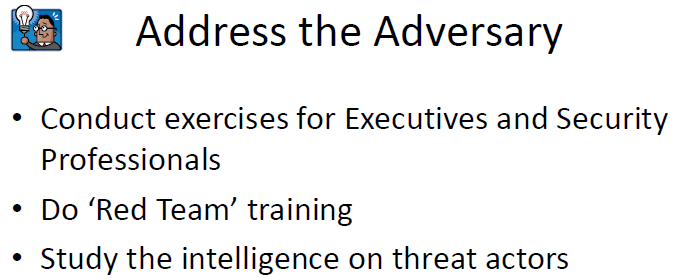 Address the Adversary
• Conduct exercises for Executives and Security
Professionals
• Do ‘Red Team’ training
• Study the intelligence on threat actors